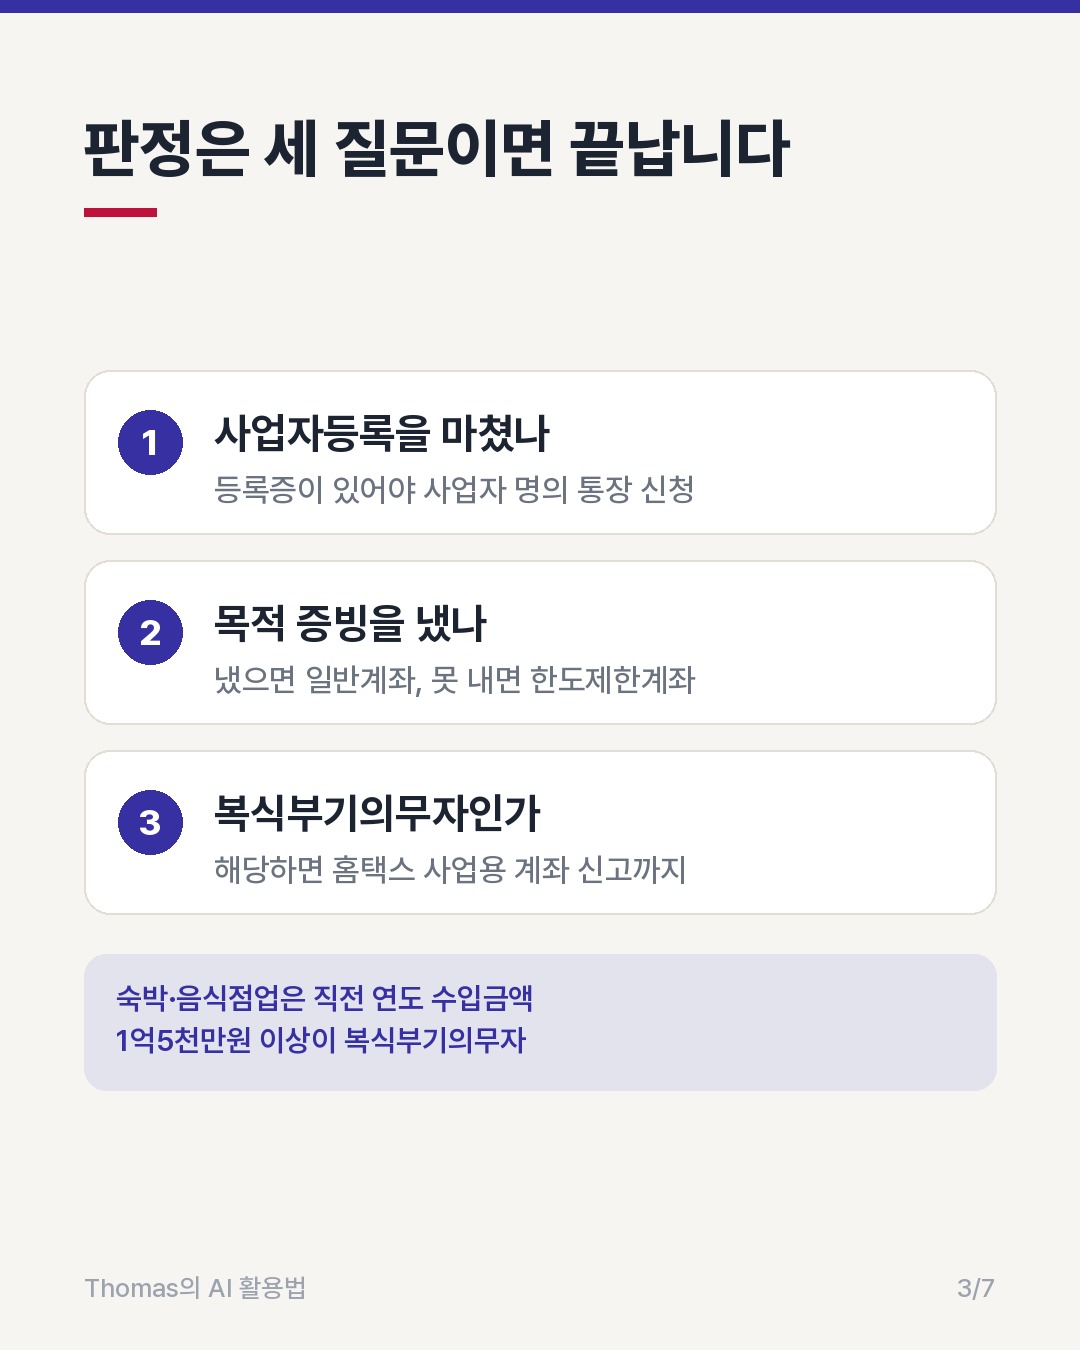 판정은 세 질문이면 끝납니다
1
사업자등록을 마쳤나
등록증이 있어야 사업자 명의 통장 신청
2
목적 증빙을 냈나
냈으면 일반계좌, 못 내면 한도제한계좌
3
복식부기의무자인가
해당하면 홈택스 사업용 계좌 신고까지
숙박·음식점업은 직전 연도 수입금액
1억5천만원 이상이 복식부기의무자
Thomas의 AI 활용법
3/7